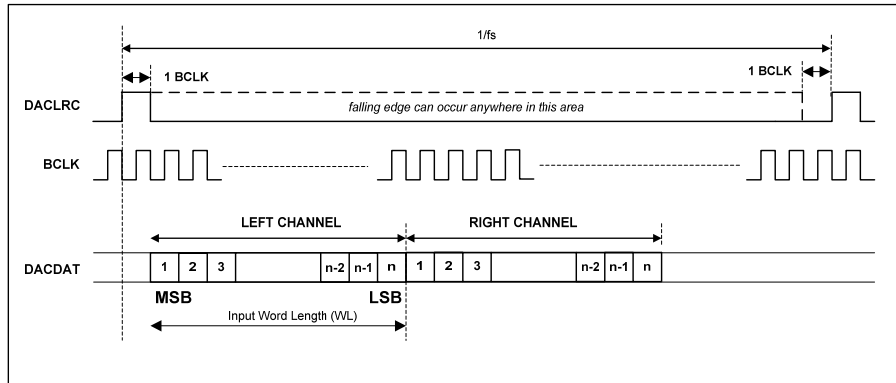 1/fs
1 BCLK
1 BCLK
DACLRC
falling edge can occur anywhere in this area
BCLK
LEFT CHANNEL
RIGHT CHANNEL
DACDAT
1 2 3 n-2 n-1 n 1 2 3 n-2 n-1 n
MSB
LSB
Input Word Length (WL)